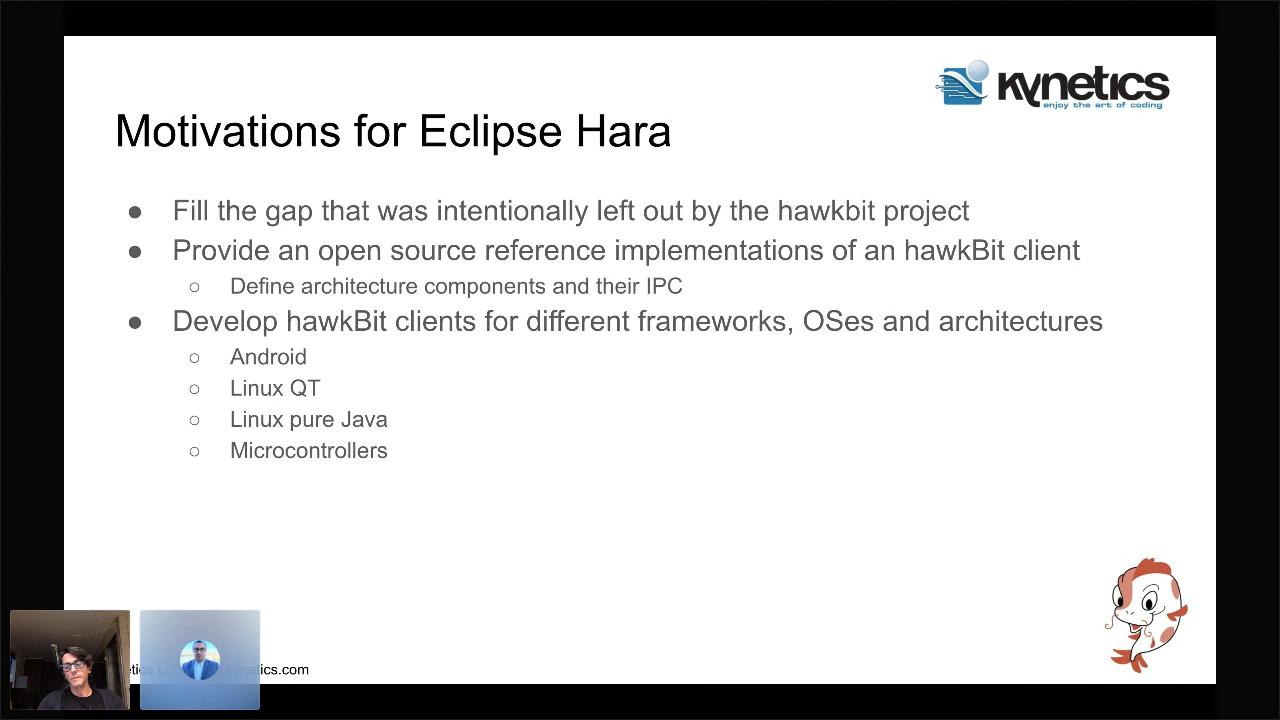 Kynetics
enjoy the art of coding
Motivations for Eclipse Hara
● Fill the gap that was intentionally left out by the hawkbit project
● Provide an open source reference implementations of an hawkBit client
○ Define architecture components and their IPC
● Develop hawkBit clients for different frameworks, OSes and architectures
○ Android
○ Linux QT
○ Linux pure Java
○ Microcontrollers